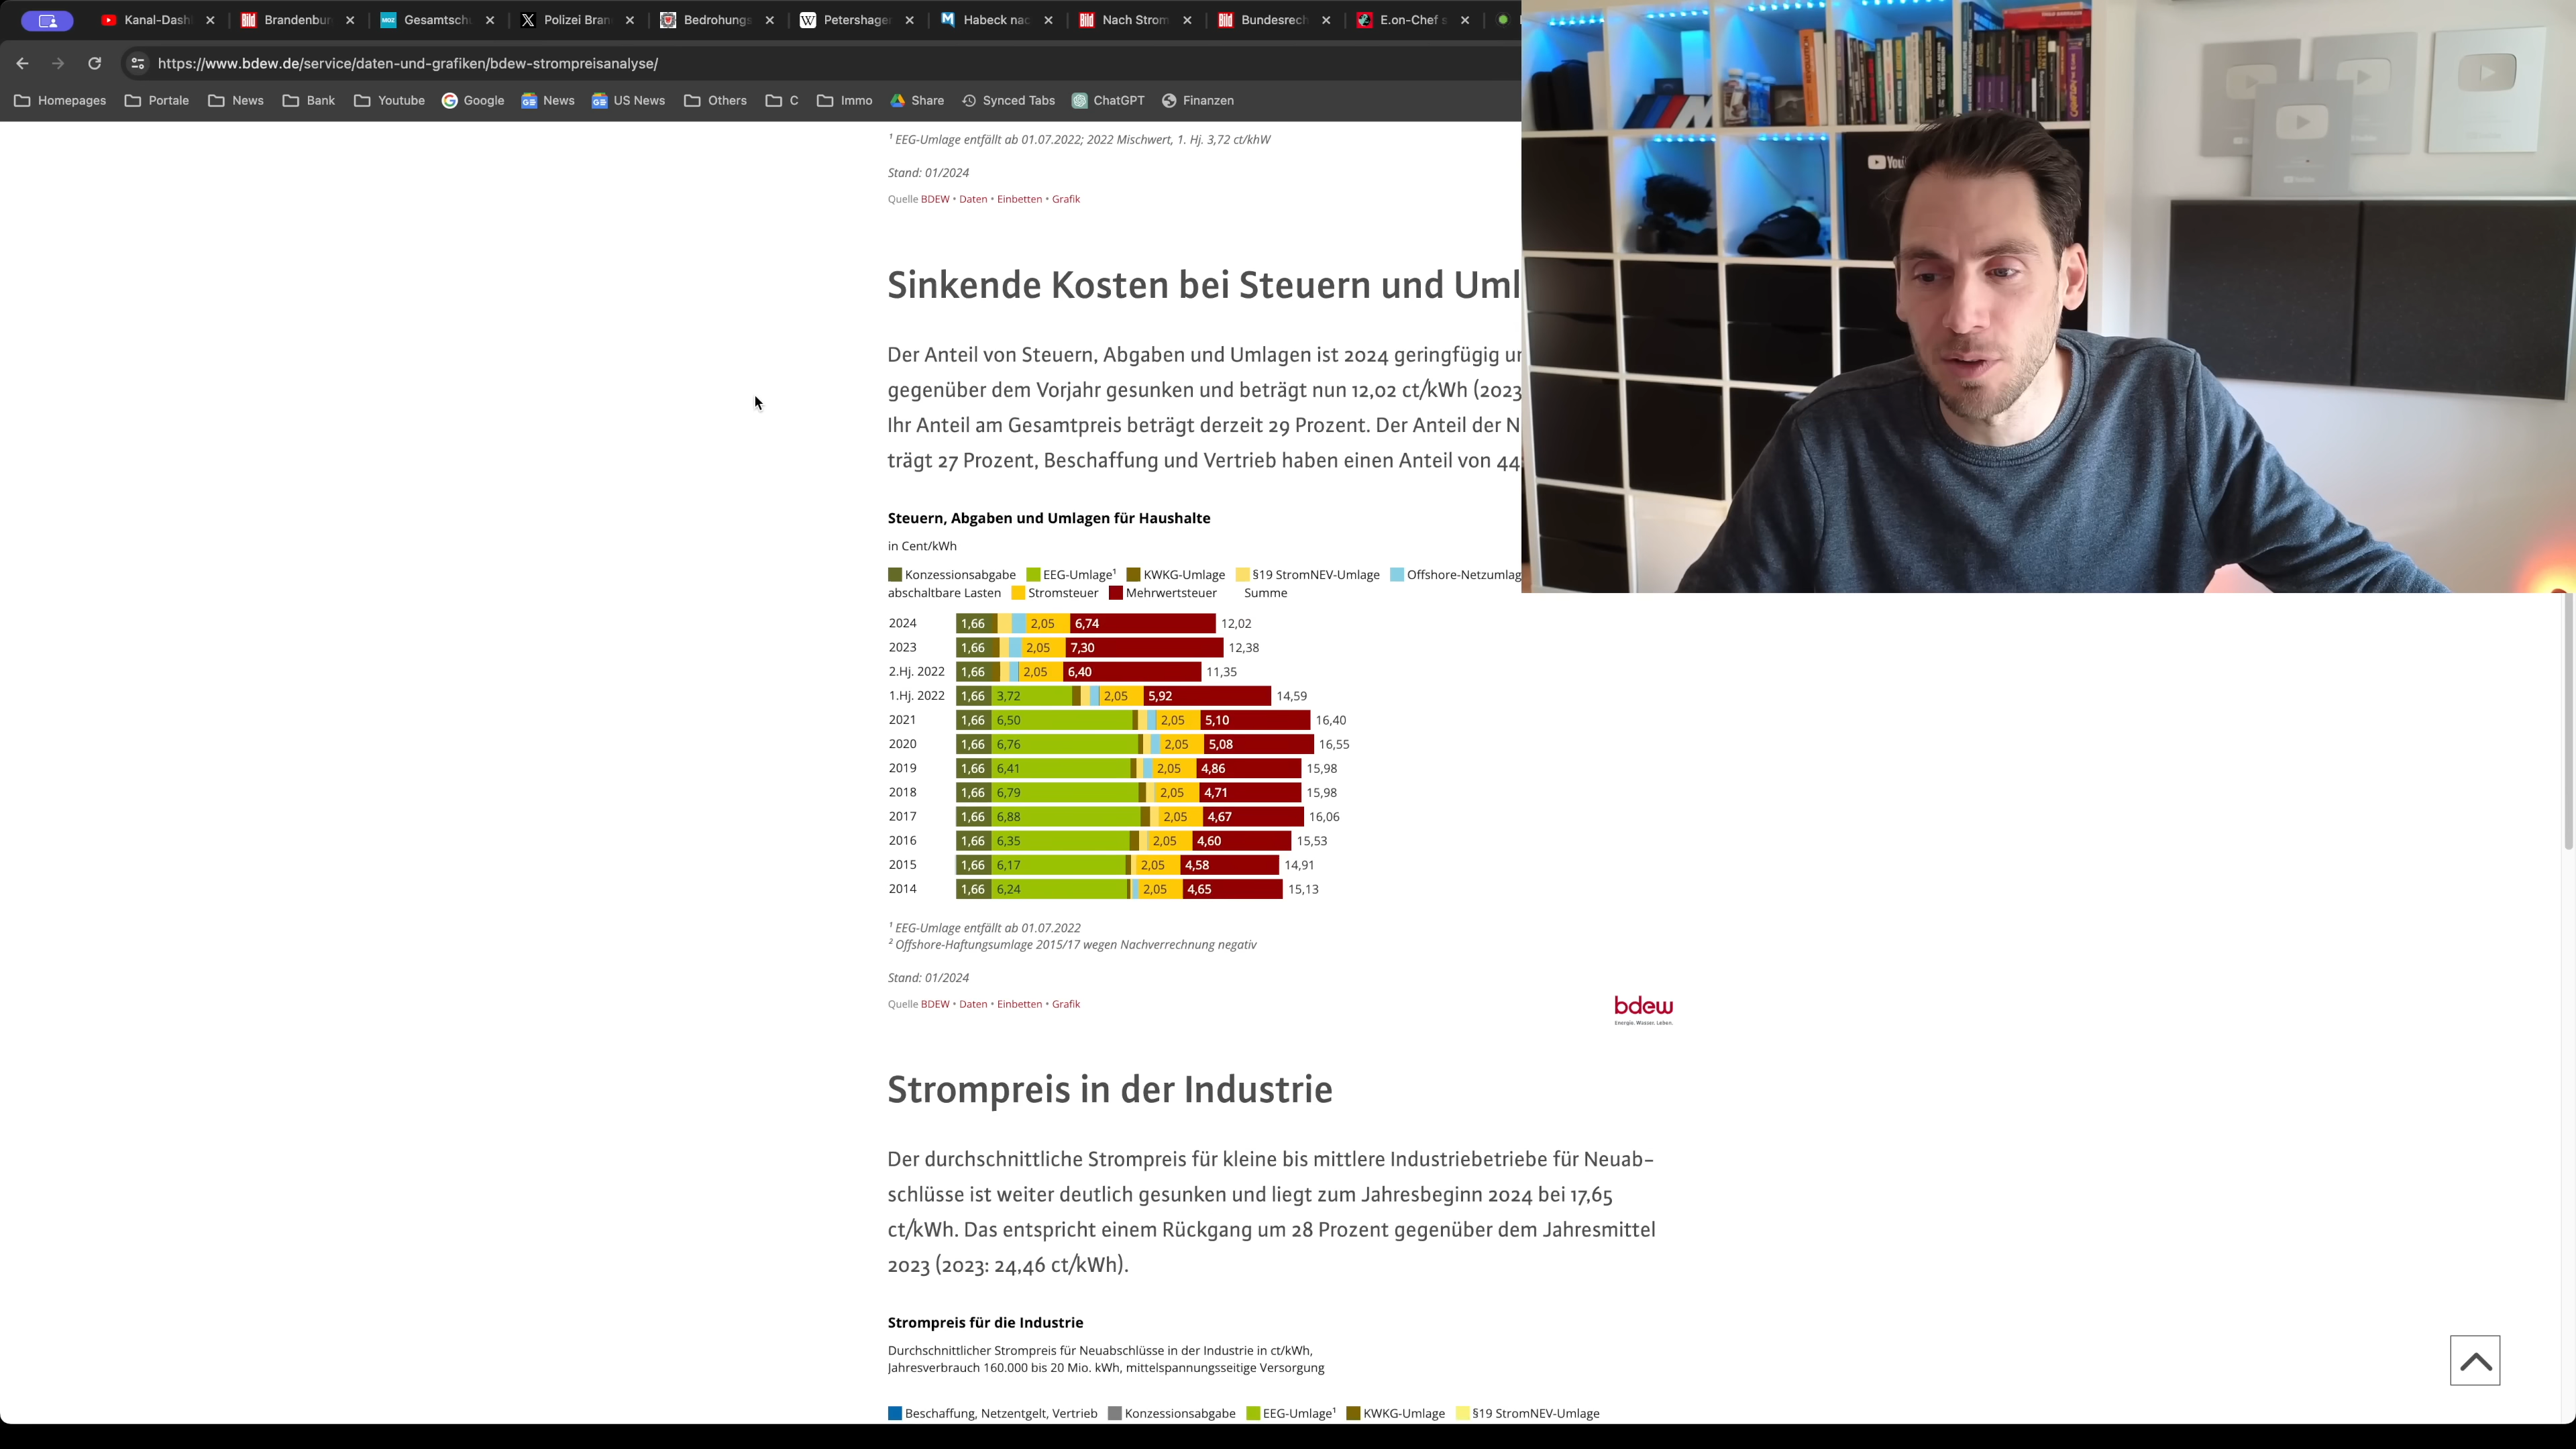 Kanal-Dash
Brandenbur
Gesamtschu
Polizei Bran
Bedrohungs
Petershagen
Habeck nac
Nach Strom
Bundesrech
E.on-Chef s
https://www.bdew.de/service/daten-und-grafiken/bdew-strompreisanalyse/
Homepages Portale News Bank Youtube Google News US News Others C Immo Share Synced Tabs ChatGPT Finanzen
¹ EEG-Umlage entfällt ab 01.07.2022; 2022 Mischwert, 1. Hj. 3,72 ct/khW
Stand: 01/2024
Quelle BDEW • Daten • Einbetten • Grafik
Sinkende Kosten bei Steuern und Uml
Der Anteil von Steuern, Abgaben und Umlagen ist 2024 geringfügig
gegenüber dem Vorjahr gesunken und beträgt nun 12,02 ct/kWh (2023
Ihr Anteil am Gesamtpreis beträgt derzeit 29 Prozent. Der Anteil der N
trägt 27 Prozent, Beschaffung und Vertrieb haben einen Anteil von 44
Steuern, Abgaben und Umlagen für Haushalte
in Cent/kWh
Konzessionsabgabe EEG-Umlage¹ KWKG-Umlage §19 StromNEV-Umlage Offshore-Netzumlag
abschaltbare Lasten Stromsteuer Mehrwertsteuer Summe
2024 1,66 2,05 6,74 12,02
2023 1,66 2,05 7,30 12,38
2.Hj. 2022 1,66 2,05 6,40 11,35
1.Hj. 2022 1,66 3,72 2,05 5,92 14,59
2021 1,66 6,50 2,05 5,10 16,40
2020 1,66 6,76 2,05 5,08 16,55
2019 1,66 6,41 2,05 4,86 15,98
2018 1,66 6,79 2,05 4,71 15,98
2017 1,66 6,88 2,05 4,67 16,06
2016 1,66 6,35 2,05 4,60 15,53
2015 1,66 6,17 2,05 4,58 14,91
2014 1,66 6,24 2,05 4,65 15,13
¹ EEG-Umlage entfällt ab 01.07.2022
² Offshore-Haftungsumlage 2015/17 wegen Nachverrechnung negativ
Stand: 01/2024
Quelle BDEW • Daten • Einbetten • Grafik
bdew
Energie. Wasser. Leben.
Strompreis in der Industrie
Der durchschnittliche Strompreis für kleine bis mittlere Industriebetriebe für Neuab-
schlüsse ist weiter deutlich gesunken und liegt zum Jahresbeginn 2024 bei 17,65
ct/kWh. Das entspricht einem Rückgang um 28 Prozent gegenüber dem Jahresmittel
2023 (2023: 24,46 ct/kWh).
Strompreis für die Industrie
Durchschnittlicher Strompreis für Neuabschlüsse in der Industrie in ct/kWh,
Jahresverbrauch 160.000 bis 20 Mio. kWh, mittelspannungsseitige Versorgung
Beschaffung, Netzentgelt, Vertrieb Konzessionsabgabe EEG-Umlage¹ KWKG-Umlage §19 StromNEV-Umlage